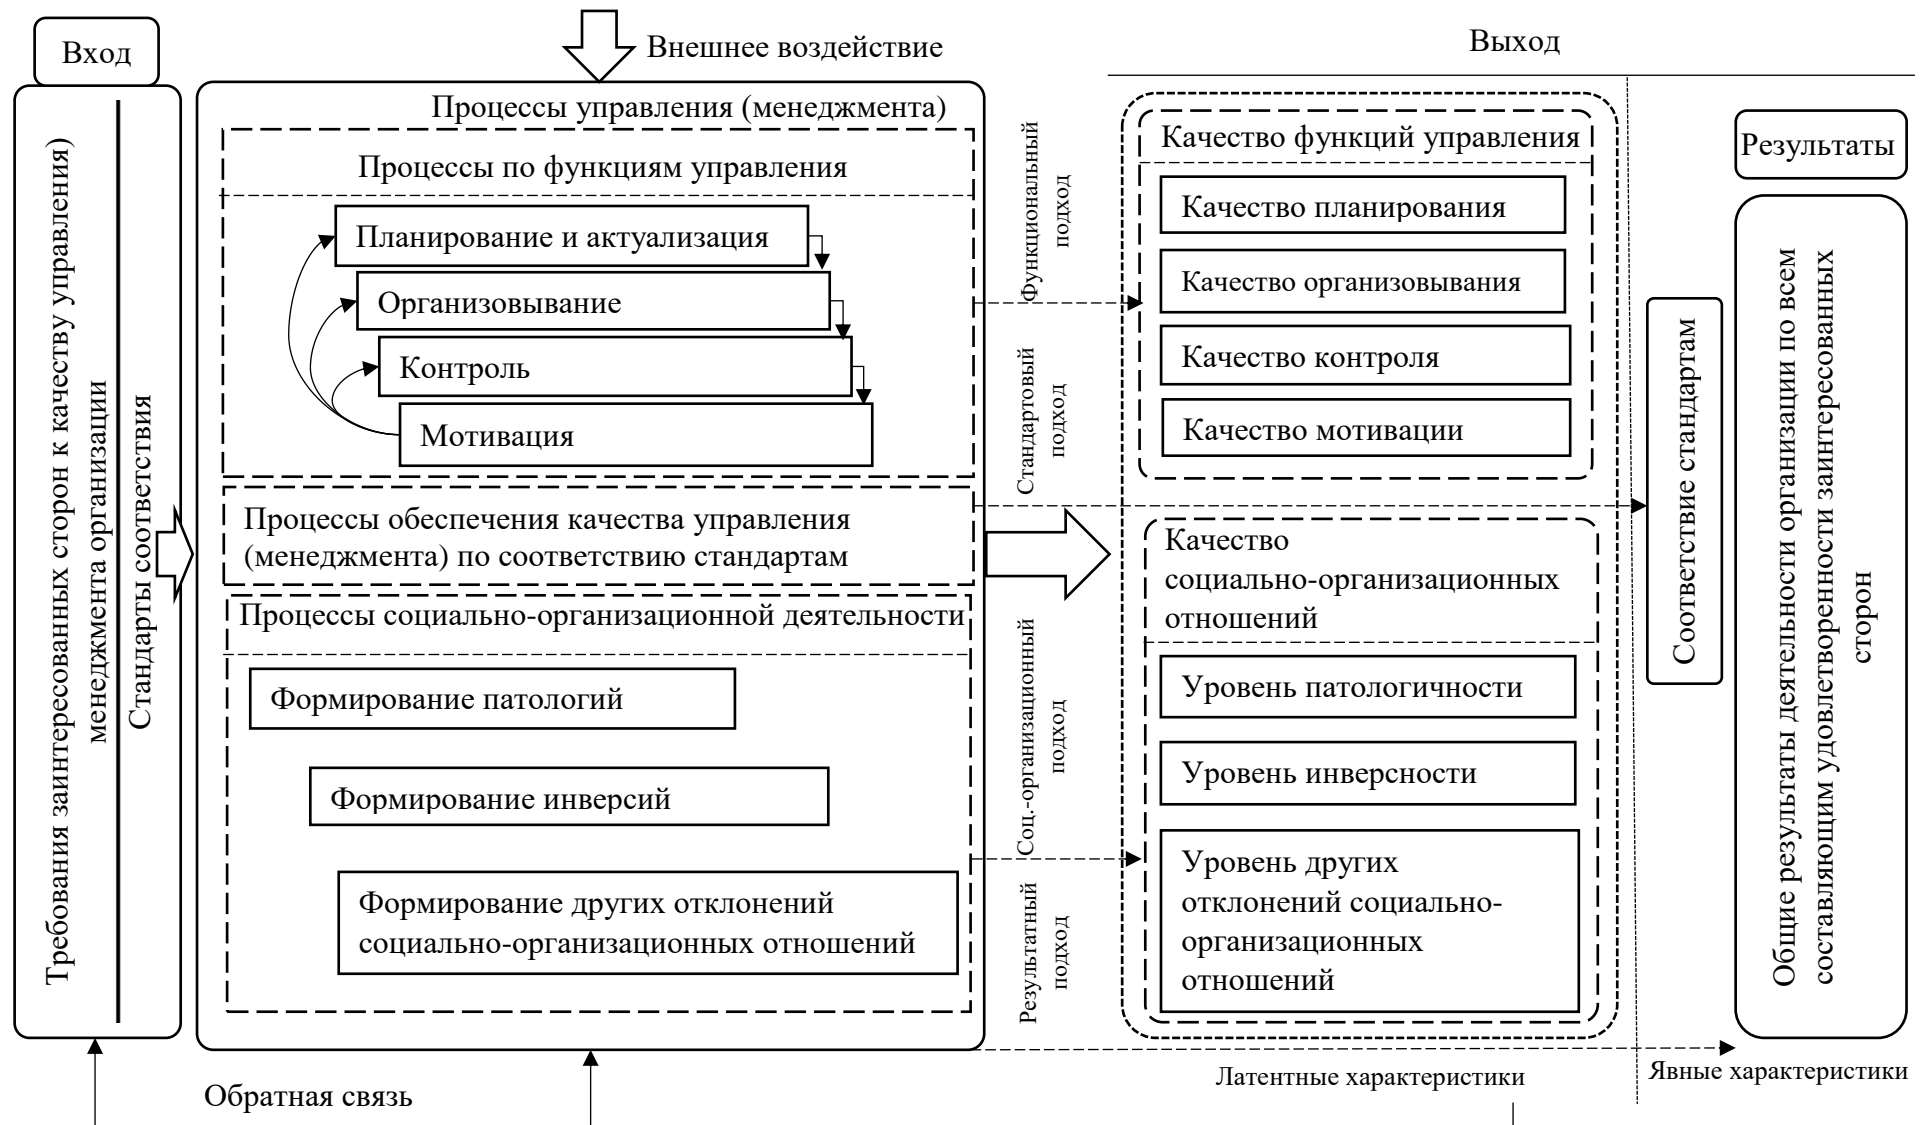 Вход
Требования заинтересованных сторон к качеству управления)
менеджмента организации
Стандарты соответствия
Внешнее воздействие
Процессы управления (менеджмента)
Процессы по функциям управления
Планирование и актуализация
Организовывание
Контроль
Мотивация
Процессы обеспечения качества управления
(менеджмента) по соответствию стандартам
Процессы социально-организационной деятельности
Формирование патологий
Формирование инверсий
Формирование других отклонений
социально-организационных отношений
Функциональный
подход
Стандартовый
подход
Соц.-организационный
подход
Результатный
подход
Выход
Качество функций управления
Качество планирования
Качество организовывания
Качество контроля
Качество мотивации
Качество
социально-организационных
отношений
Уровень патологичности
Уровень инверсности
Уровень других
отклонений социально-
организационных
отношений
Соответствие стандартам
Результаты
Общие результаты деятельности организации по всем
составляющим удовлетворенности заинтересованных
сторон
Латентные характеристики
Явные характеристики
Обратная связь